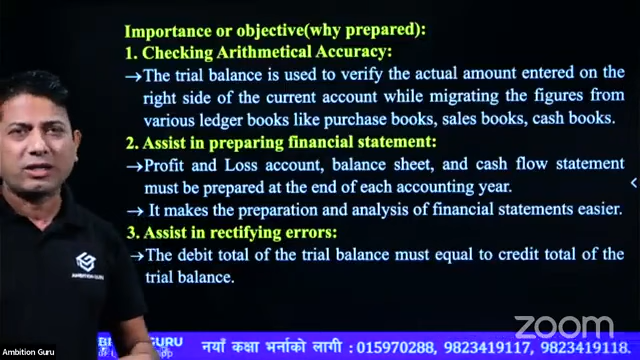 Importance or objective(why prepared):
1. Checking Arithmetical Accuracy:
→The trial balance is used to verify the actual amount entered on the
right side of the current account while migrating the figures from
various ledger books like purchase books, sales books, cash books.
2. Assist in preparing financial statement:
→Profit and Loss account, balance sheet, and cash flow statement
must be prepared at the end of each accounting year.
→ It makes the preparation and analysis of financial statements easier.
3. Assist in rectifying errors:
→The debit total of the trial balance must equal to credit total of the
trial balance.
AMBITION GURU
zoom
GURU नयाँ कक्षा भर्नाको लागी : 015970288, 9823419117, 9823419118
Ambition Guru